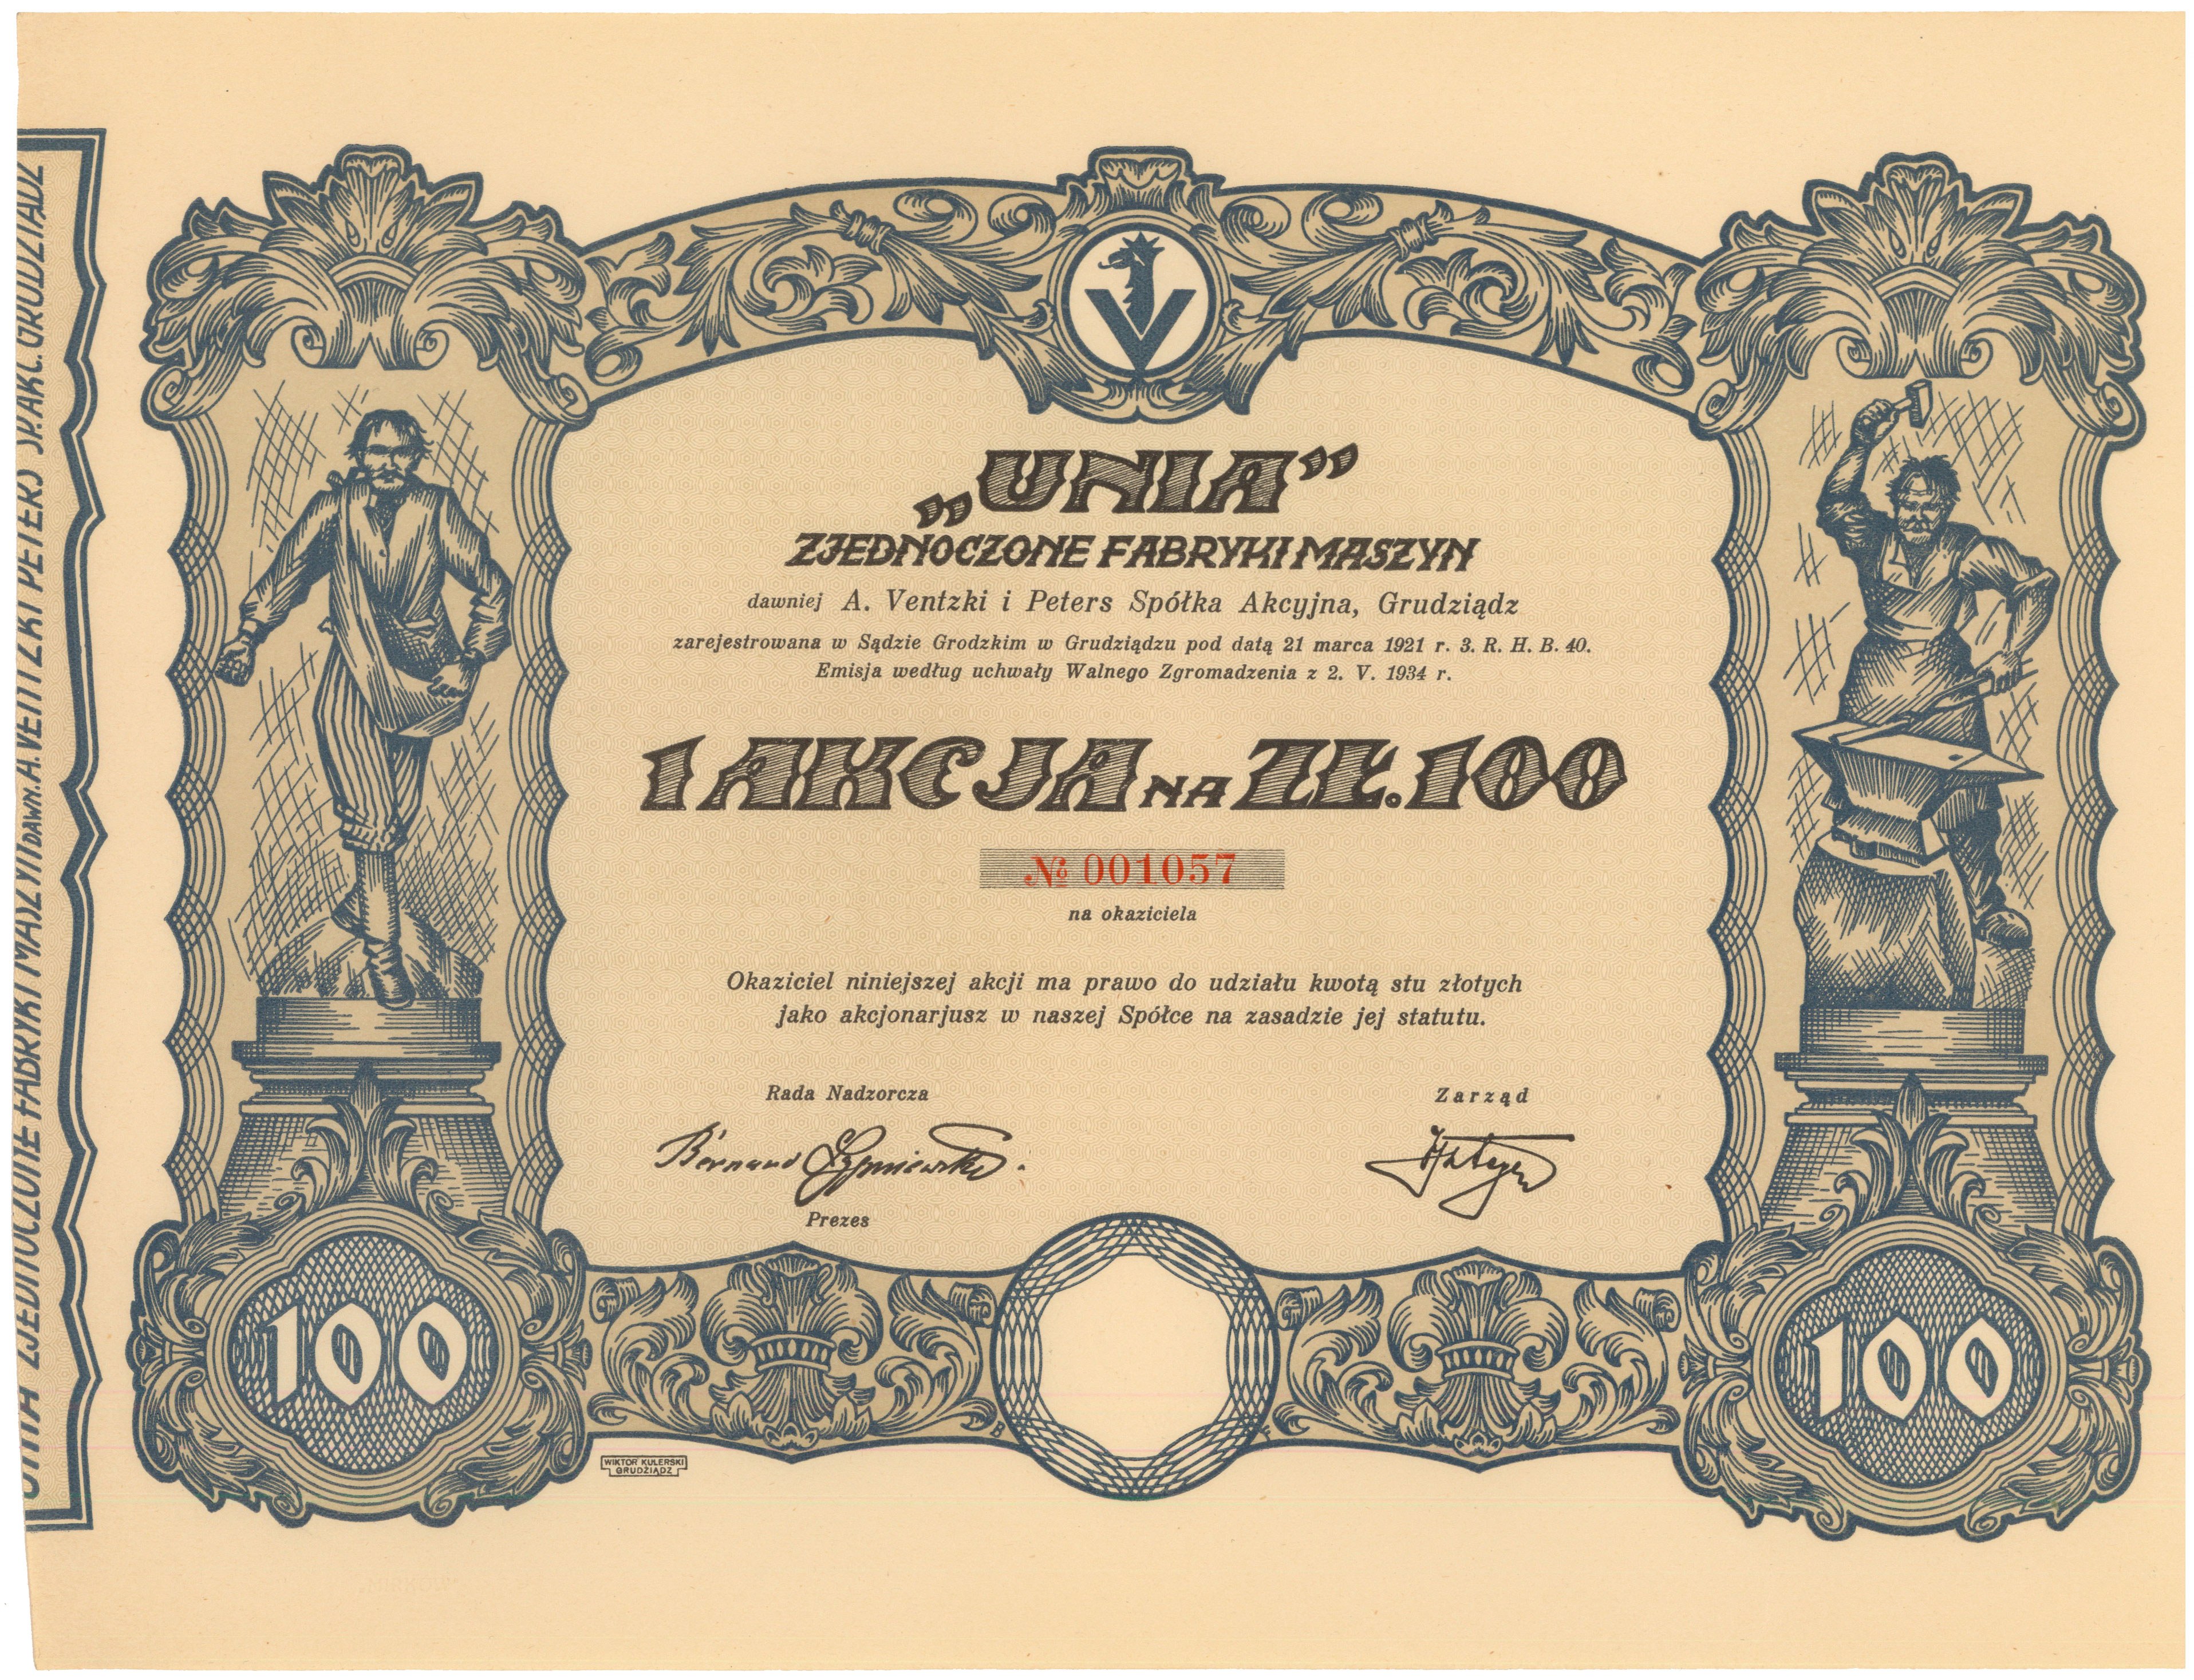 UNIA ZJEDNOCZONE FABRYKI MASZYN DAWN. A. VENTZKI PETERS SP. AKC. GRUDZIĄDZ
„UNIA”
ZJEDNOCZONE FABRYKI MASZYN
dawniej A. Ventzki i Peters Spółka Akcyjna, Grudziądz
zarejestrowana w Sądzie Grodzkim w Grudziądzu pod datą 21 marca 1921 r. 3. R. H. B. 40.
Emisja według uchwały Walnego Zgromadzenia z 2. V. 1934 r.
1 AKCJA NA ZŁ. 100
№ 001057
na okaziciela
Okaziciel niniejszej akcji ma prawo do udziału kwotą stu złotych
jako akcjonarjusz w naszej Spółce na zasadzie jej statutu.
Rada Nadzorcza
Zarząd
Bernard
Prezes
100
100
B F
WIKTOR KULERSKI
GRUDZIĄDZ